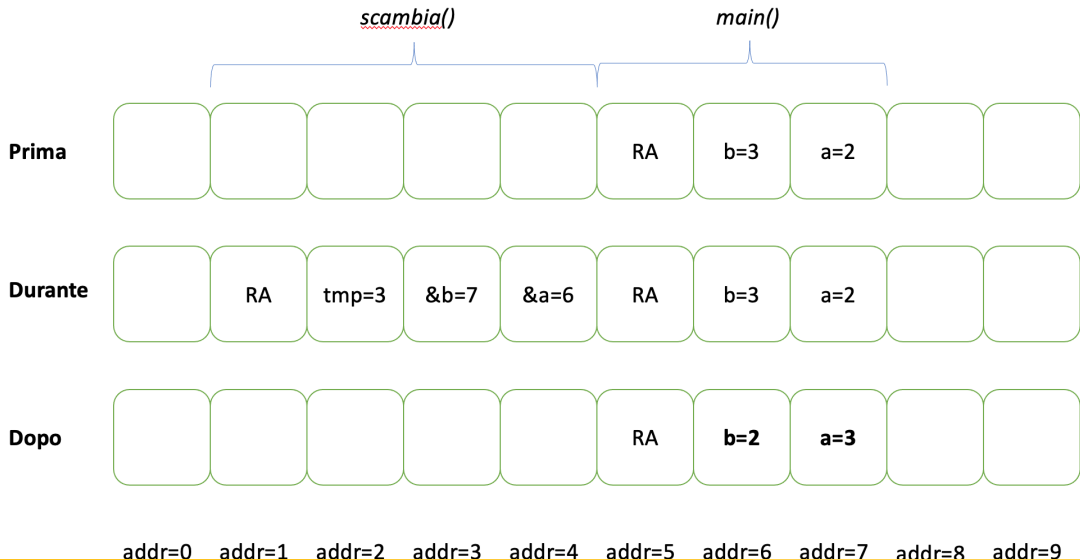 scambia() main()
Prima RA b=3 a=2
Durante RA tmp=3 &b=7 &a=6 RA b=3 a=2
Dopo RA b=2 a=3
addr=0 addr=1 addr=2 addr=3 addr=4 addr=5 addr=6 addr=7 addr=8 addr=9